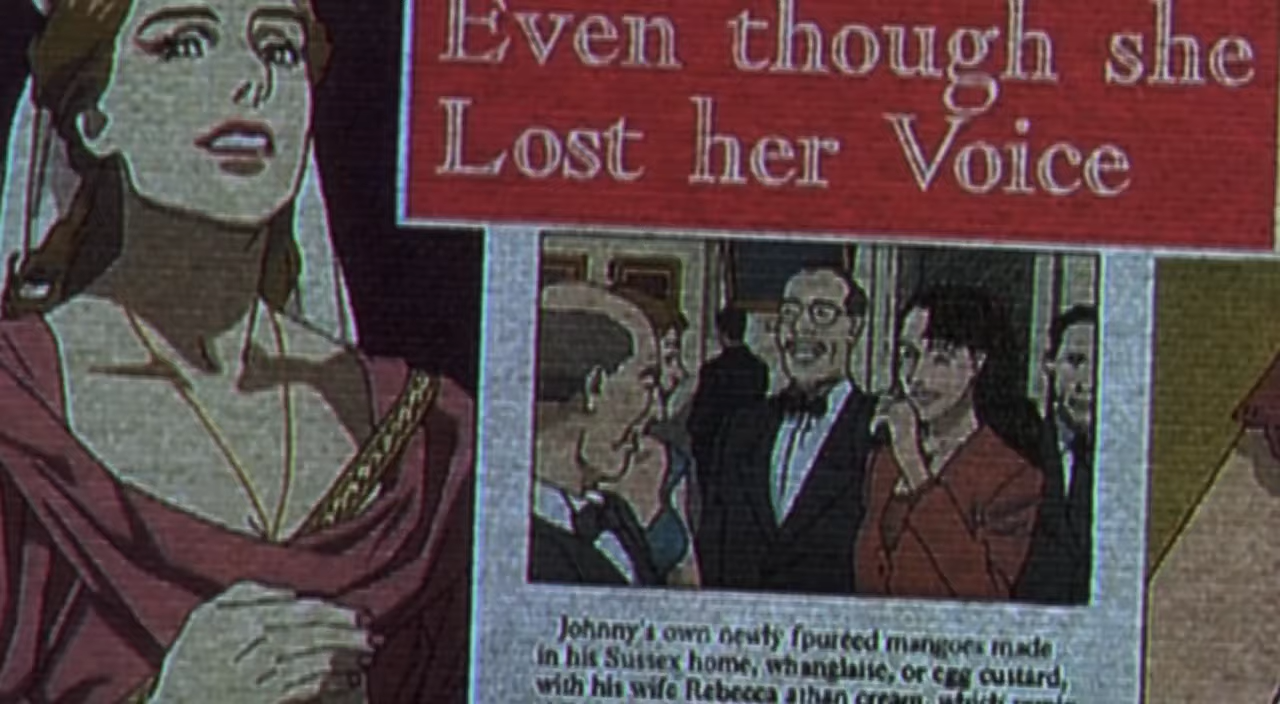 Even though she
Lost her Voice
Johnny's own newly fpureed mangoes made
in his Sussex home, whanglaise, or egg custard,
with his wife Rebecca athan cream, which